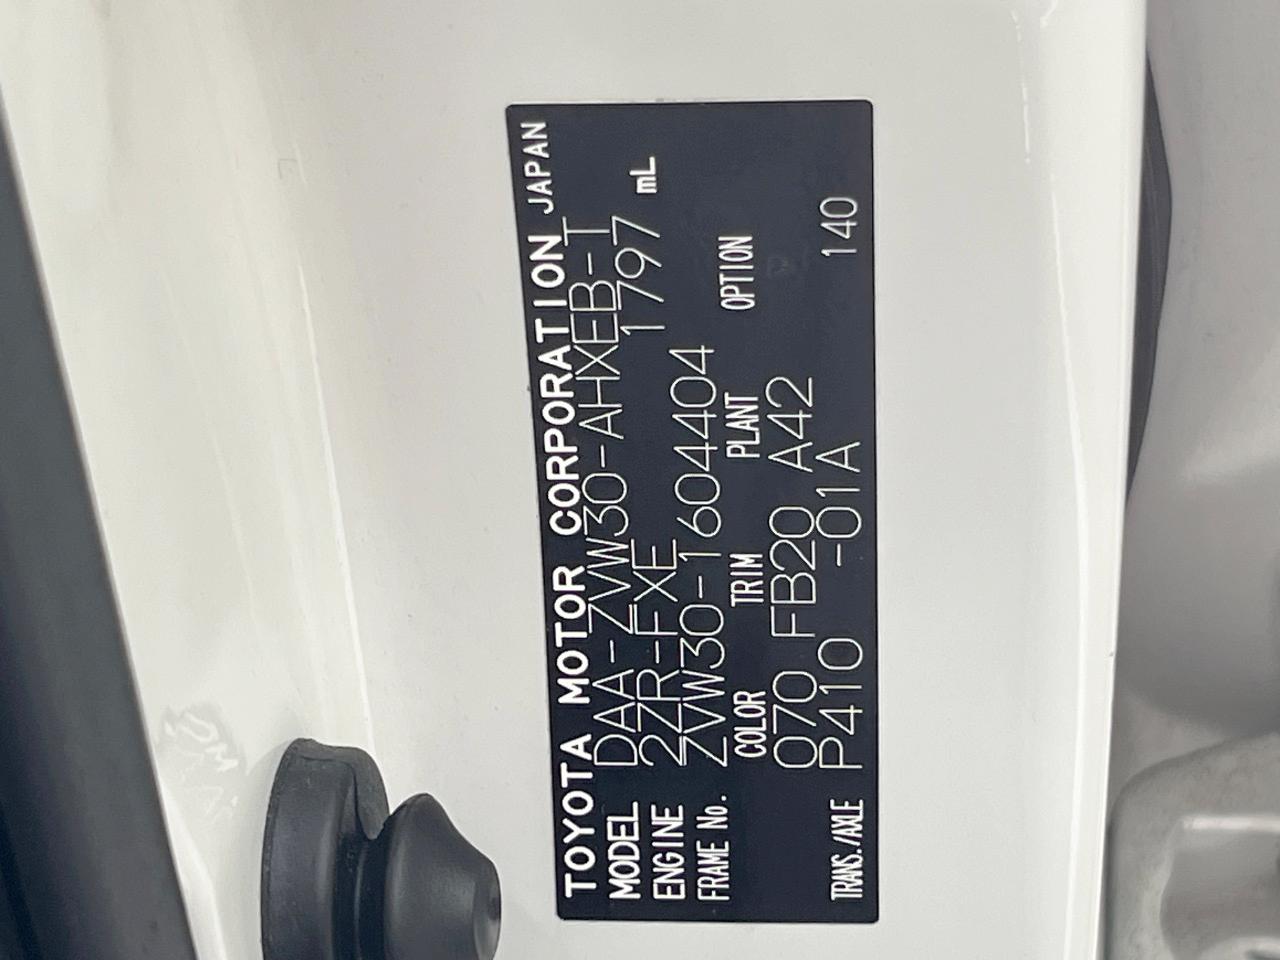 TOYOTA MOTOR CORPORATION JAPAN
MODEL DAA-ZVW30-AHXEB-T
ENGINE 2ZR-FXE 1797 mL
FRAME No. ZVW30-1604404
COLOR TRIM PLANT OPTION
070 FB20 A42
TRANS./AXLE P410 -01A 140